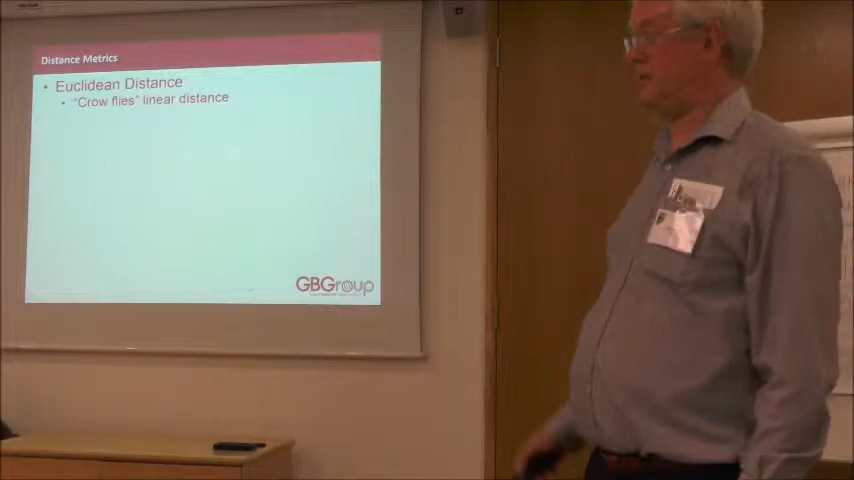 Distance Metrics
• Euclidean Distance
• "Crow flies" linear distance
GBGroup